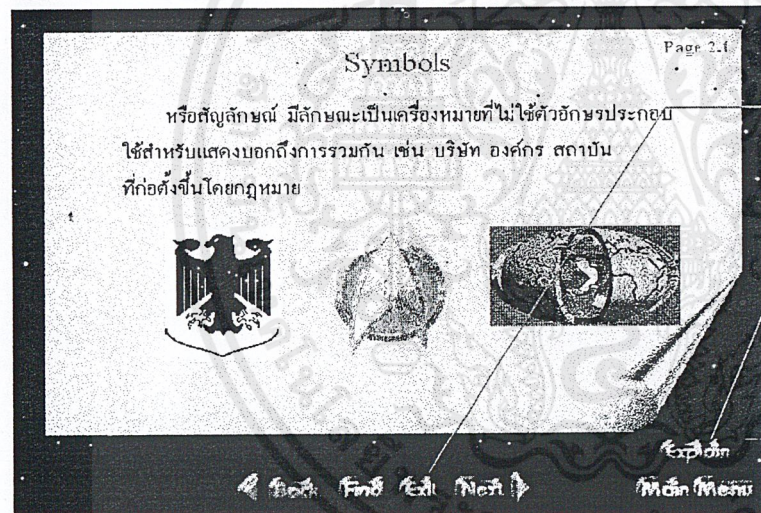 Page 2.1
Symbols
หรือสัญลักษณ์ มีลักษณะเป็นเครื่องหมายที่ไม่ใช้ตัวอักษรประกอบ
ใช้สำหรับแสดงบอกถึงการรวมกัน เช่น บริษัท องค์กร สถาบัน
ที่ก่อตั้งขึ้นโดยกฎหมาย
Explain
Back Find Exit Next Main Menu